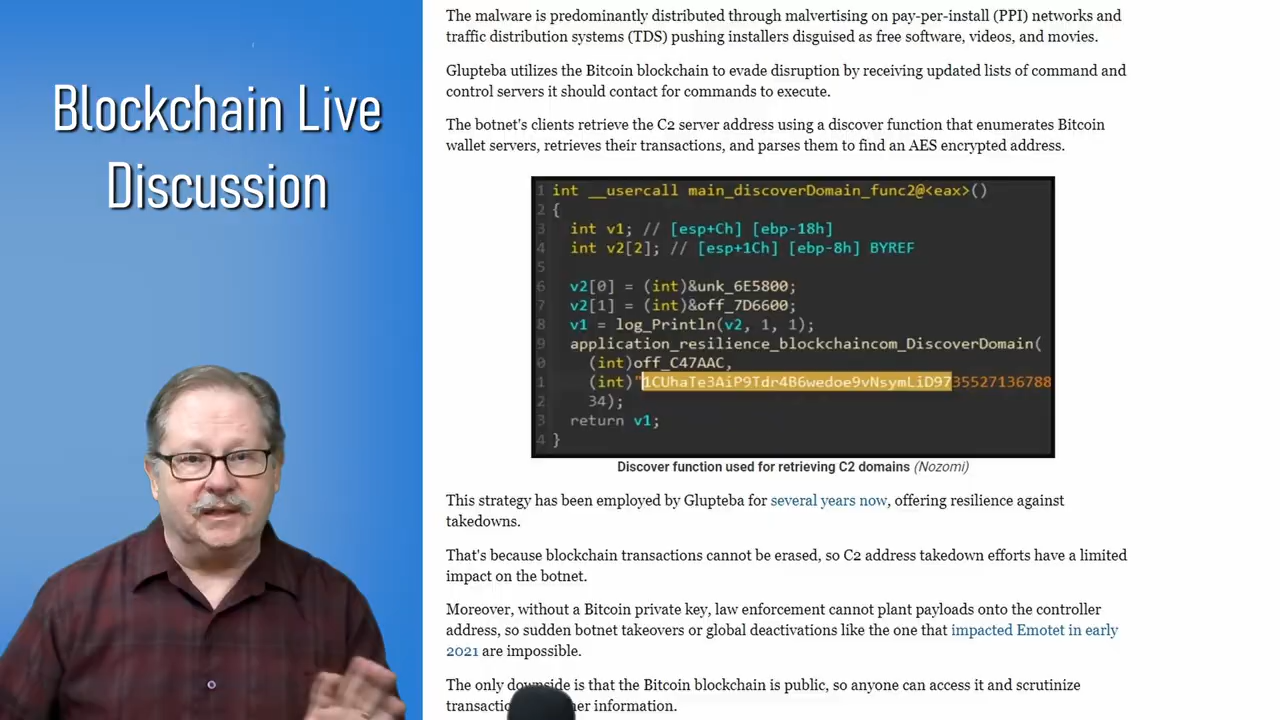 Blockchain Live
Discussion
The malware is predominantly distributed through malvertising on pay-per-install (PPI) networks and
traffic distribution systems (TDS) pushing installers disguised as free software, videos, and movies.
Glupteba utilizes the Bitcoin blockchain to evade disruption by receiving updated lists of command and
control servers it should contact for commands to execute.
The botnet's clients retrieve the C2 server address using a discover function that enumerates Bitcoin
wallet servers, retrieves their transactions, and parses them to find an AES encrypted address.
1 int __usercall main_discoverDomain_func2@<eax>()
2 {
3 int v1; // [esp+Ch] [ebp-18h]
4 int v2[2]; // [esp+1Ch] [ebp-8h] BYREF
5
6 v2[0] = (int)&unk_6E5800;
7 v2[1] = (int)&off_7D6600;
8 v1 = log_Println(v2, 1, 1);
9 application_resilience_blockchaincom_DiscoverDomain(
0 (int)off_C47AAC,
1 (int)"1CUhaTe3AiP9Tdr4B6wedoe9vNsymLiD9735527136788
2 34);
3 return v1;
4 }
Discover function used for retrieving C2 domains (Nozomi)
This strategy has been employed by Glupteba for several years now, offering resilience against
takedowns.
That's because blockchain transactions cannot be erased, so C2 address takedown efforts have a limited
impact on the botnet.
Moreover, without a Bitcoin private key, law enforcement cannot plant payloads onto the controller
address, so sudden botnet takeovers or global deactivations like the one that impacted Emotet in early
2021 are impossible.
The only downside is that the Bitcoin blockchain is public, so anyone can access it and scrutinize
information.